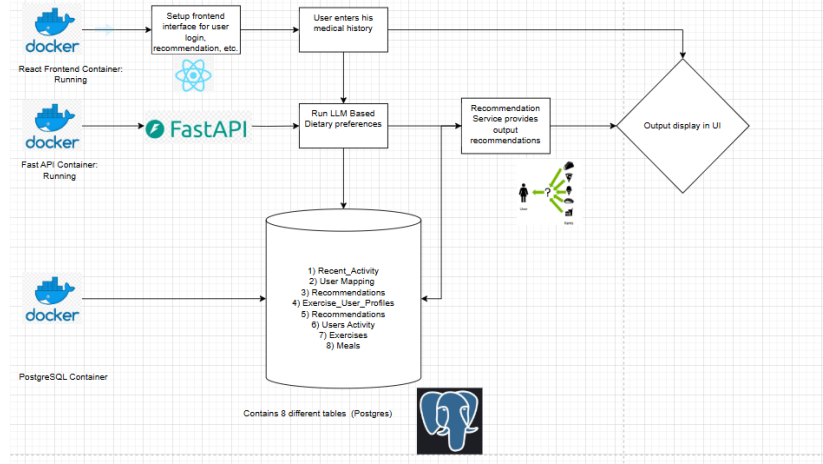 docker
React Frontend Container:
Running
Setup frontend
interface for user
login,
recommendation, etc.
User enters his
medical history
docker
Fast API Container:
Running
FastAPI
Run LLM Based
Dietary preferences
Recommendation
Service provides
output
recommendations
Output display in UI
?
User
Items
docker
PostgreSQL Container
1) Recent_Activity
2) User Mapping
3) Recommendations
4) Exercise_User_Profiles
5) Recommendations
6) Users Activity
7) Exercises
8) Meals
Contains 8 different tables (Postgres)